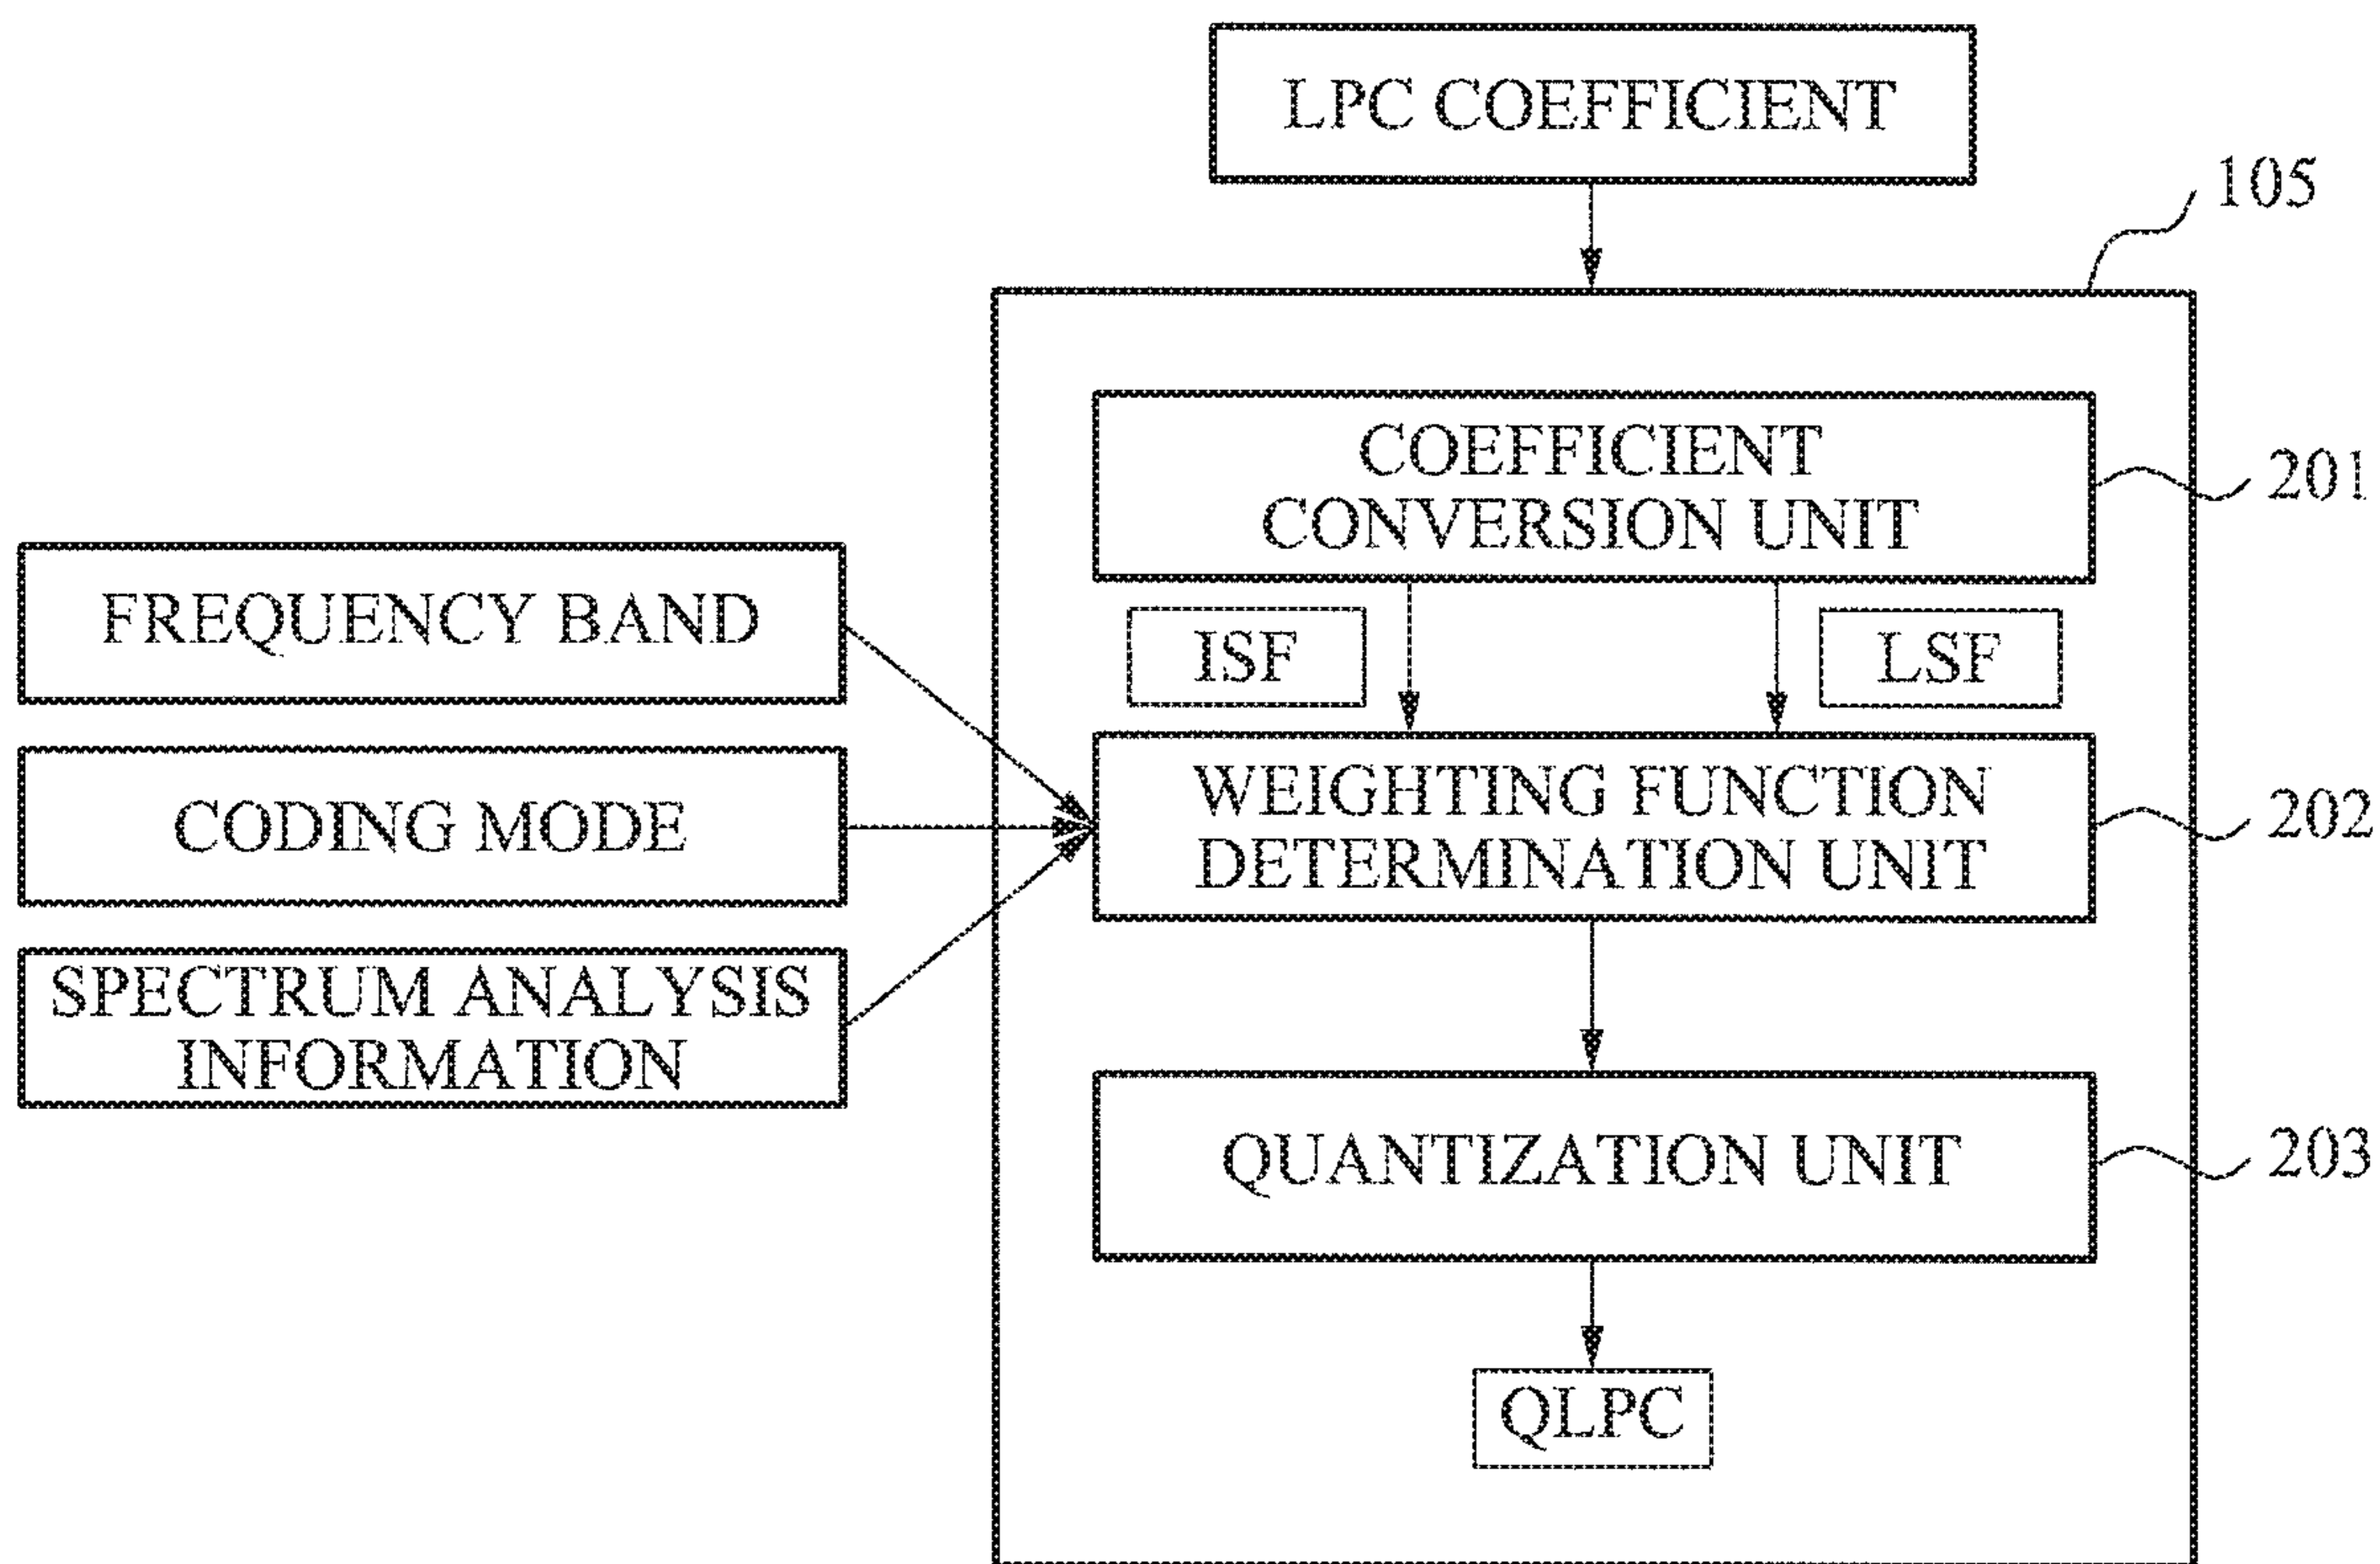 LPC COEFFICIENT
105
COEFFICIENT
CONVERSION UNIT
201
FREQUENCY BAND
ISF
LSF
CODING MODE
WEIGHTING FUNCTION
DETERMINATION UNIT
202
SPECTRUM ANALYSIS
INFORMATION
QUANTIZATION UNIT
203
QLPC